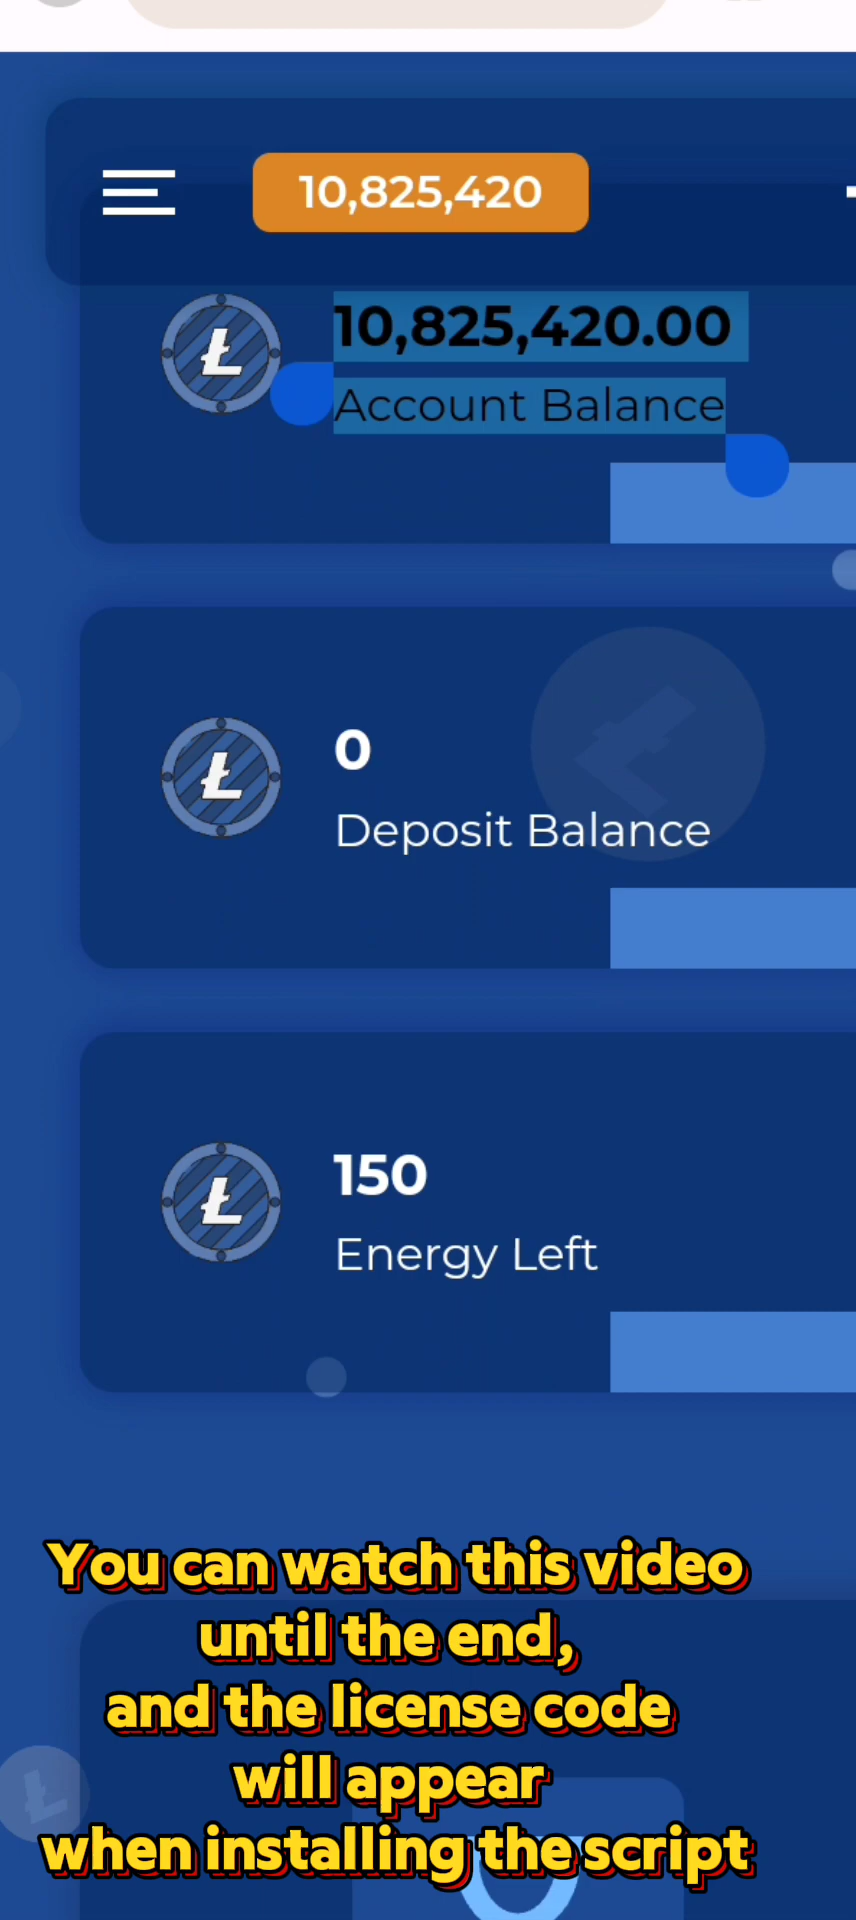 10,825,420
10,825,420.00
Account Balance
0
Deposit Balance
150
Energy Left
You can watch this video
until the end,
and the license code
will appear
when installing the script